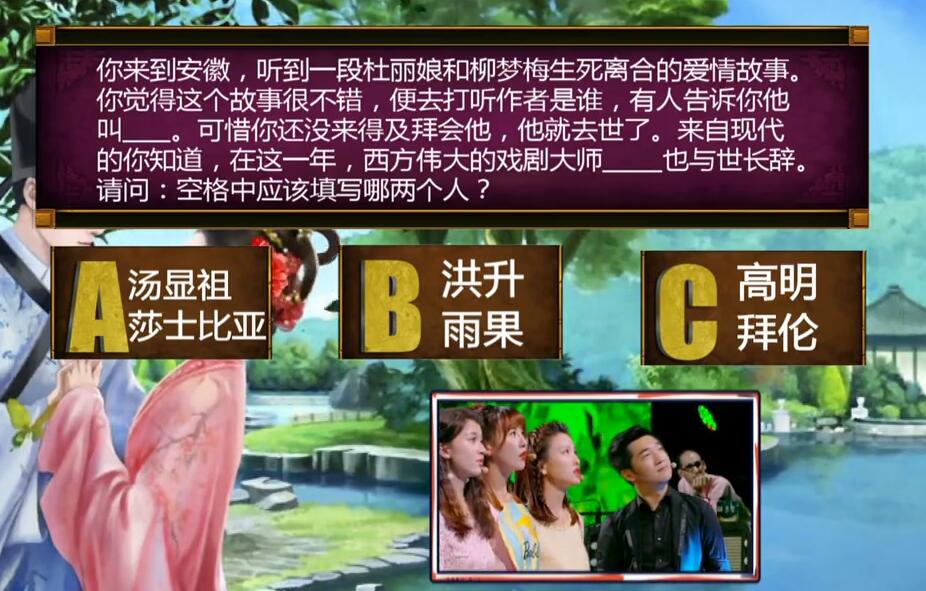 你来到安徽，听到一段杜丽娘和柳梦梅生死离合的爱情故事。
你觉得这个故事很不错，便去打听作者是谁，有人告诉你他
叫___。可惜你还没来得及拜会他，他就去世了。来自现代
的你知道，在这一年，西方伟大的戏剧大师____也与世长辞。
请问：空格中应该填写哪两个人？
A
汤显祖
莎士比亚
B
洪升
雨果
C
高明
拜伦